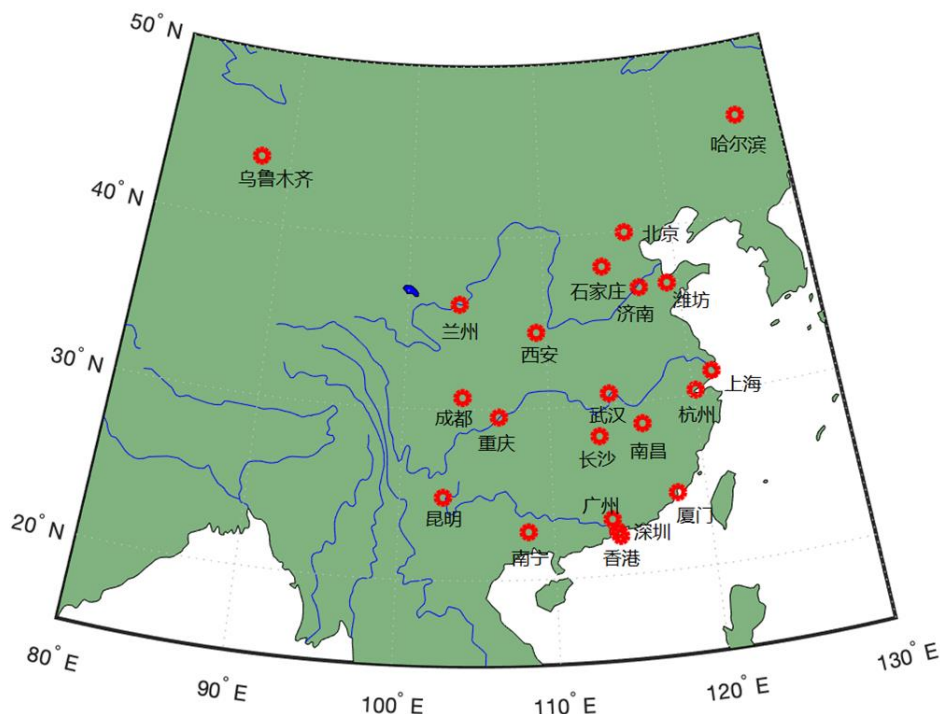 50° N
哈尔滨
乌鲁木齐
40° N
北京
石家庄
济南
潍坊
兰州
西安
30° N
上海
杭州
成都
武汉
重庆
南昌
长沙
20° N
昆明
广州
厦门
深圳
南宁
香港
80° E
90° E
100° E
110° E
120° E
130° E